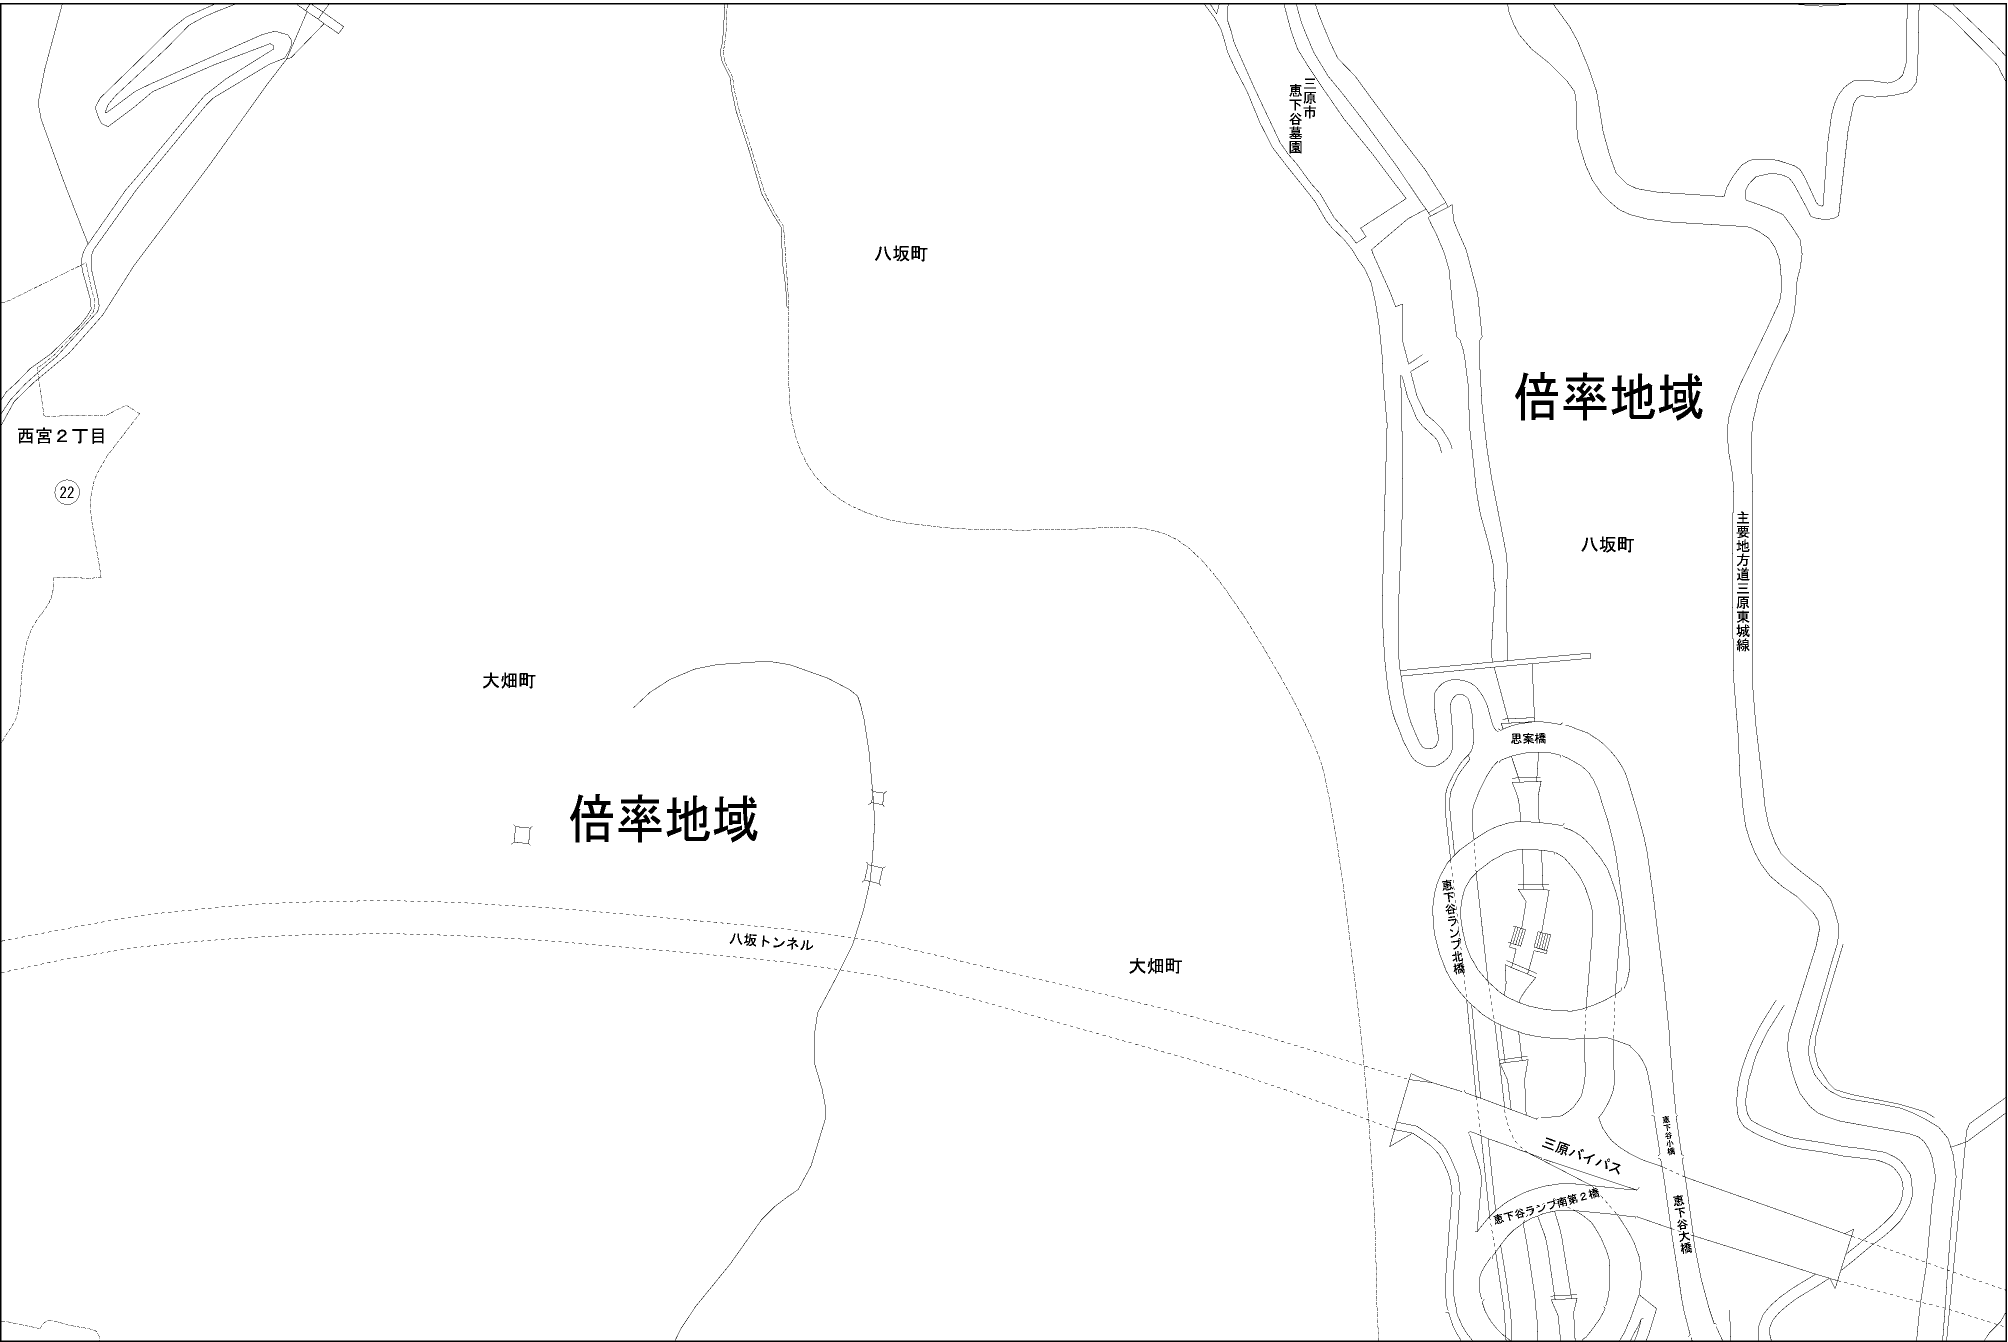 三原市
恵下谷墓園
八坂町
倍率地域
西宮２丁目
22
八坂町
主要地方道三原東城線
大畑町
思案橋
倍率地域
恵下谷ランプ北橋
八坂トンネル
大畑町
恵下谷小橋
三原バイパス
恵下谷ランプ南第２橋
恵下谷大橋